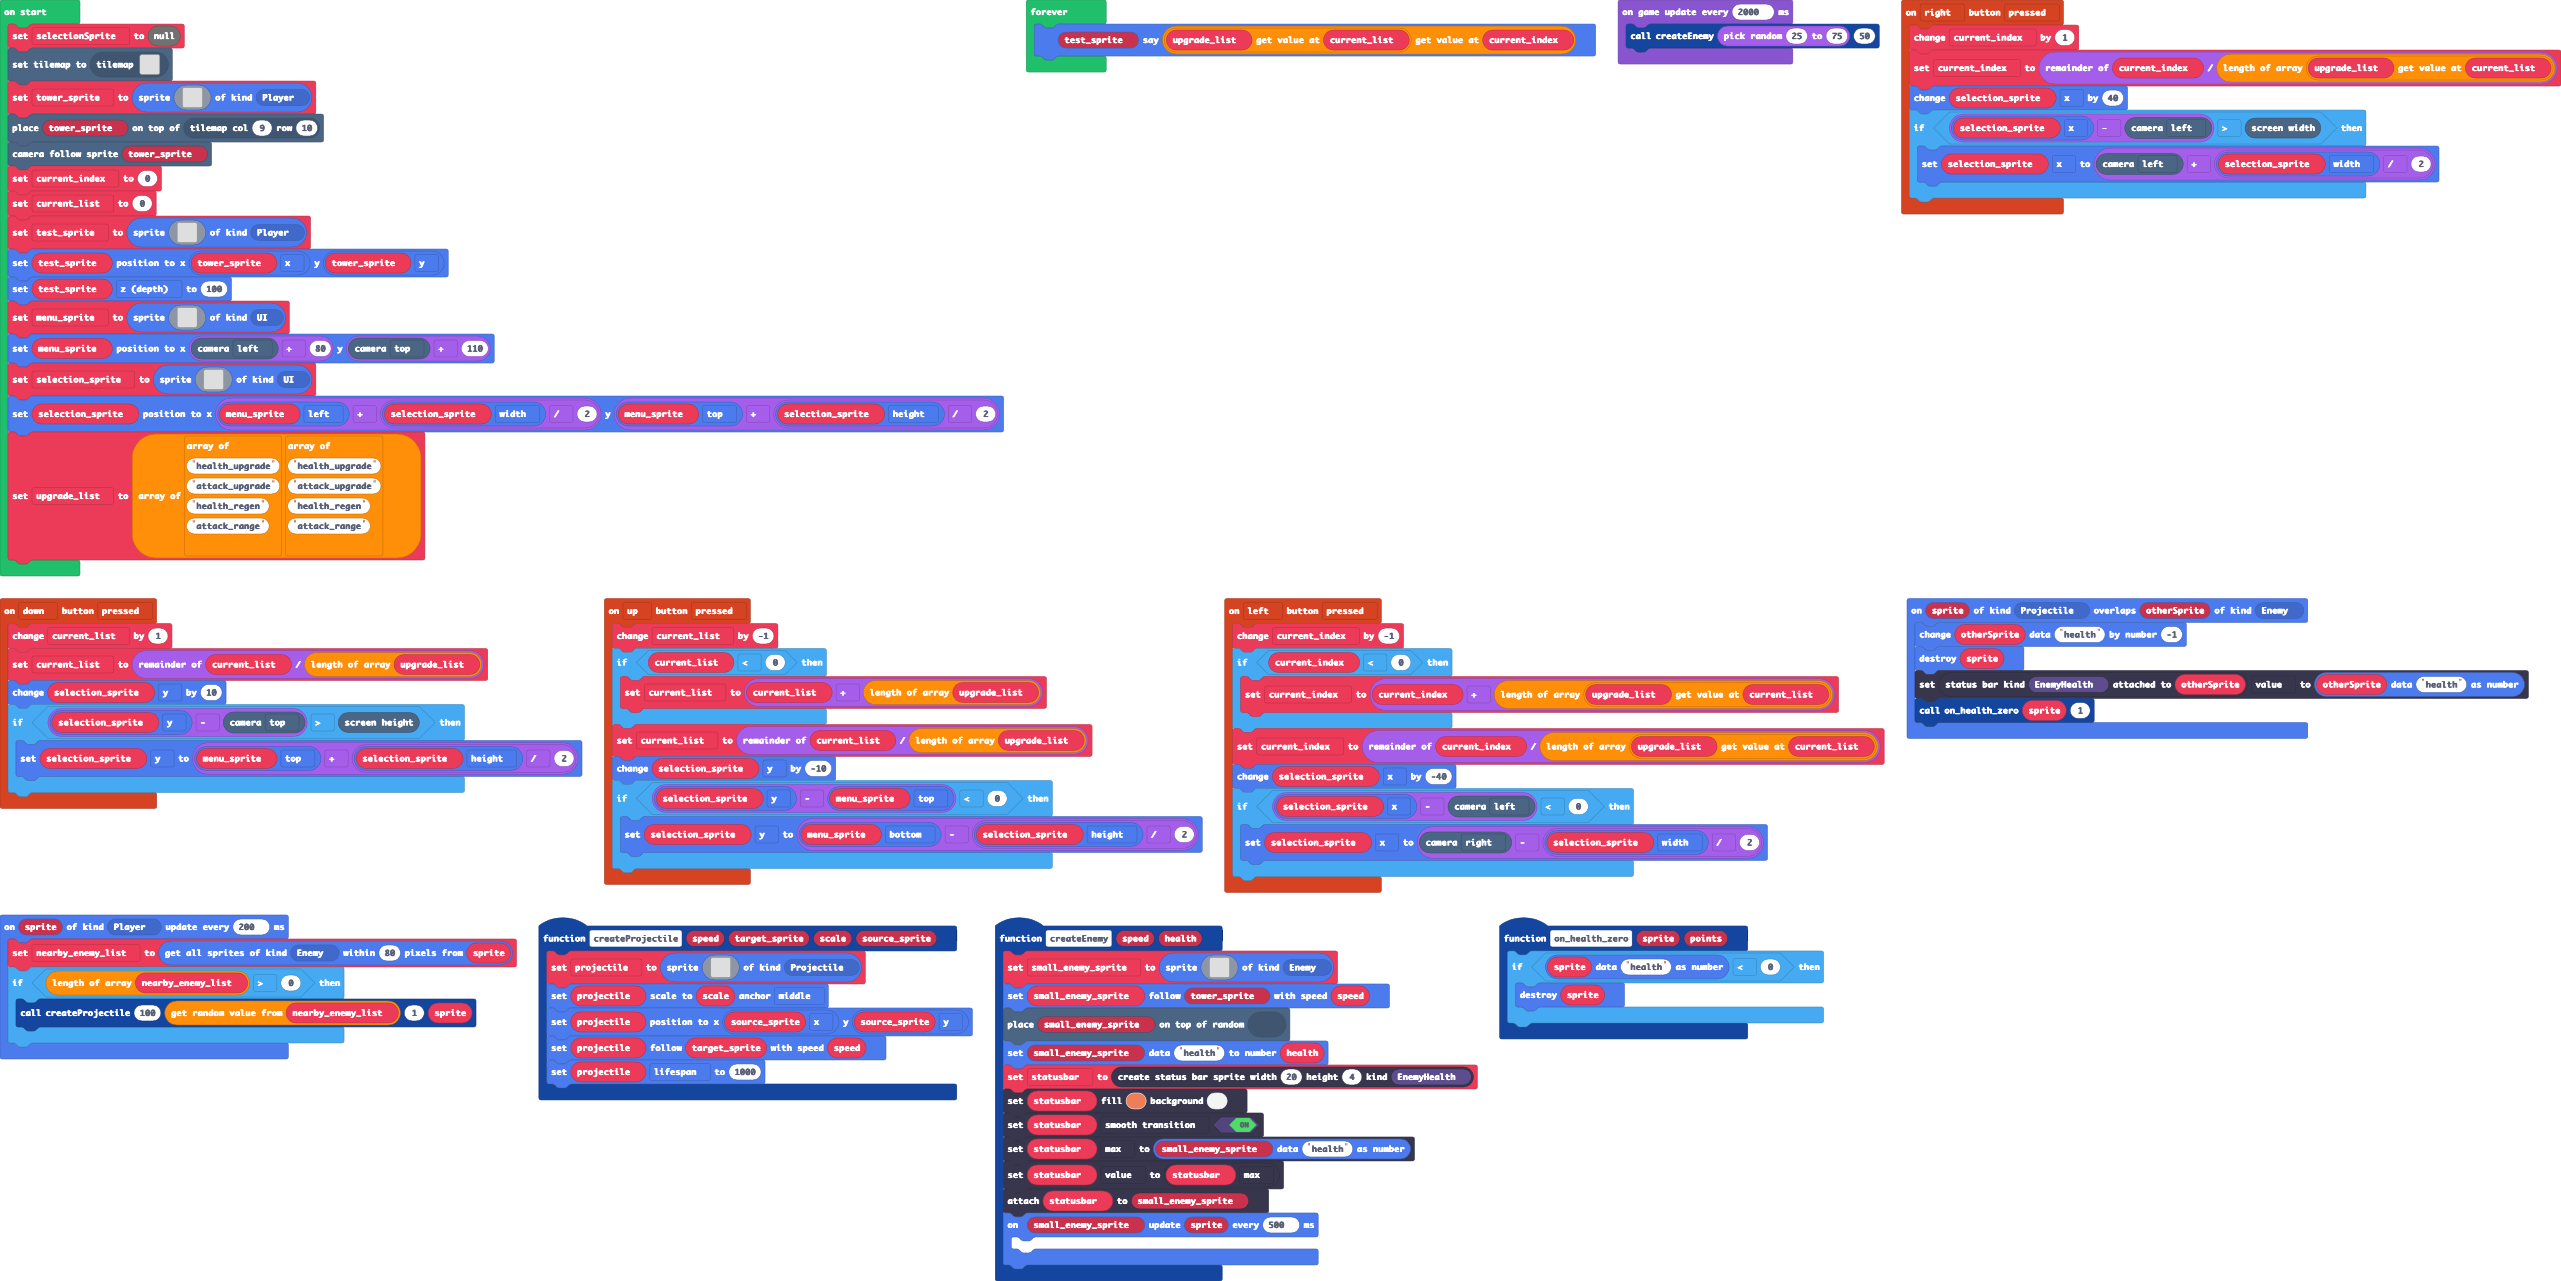 on start
set selectionSprite to null
set tilemap to tilemap
set tower_sprite to sprite of kind Player
place tower_sprite on top of tilemap col 9 row 10
camera follow sprite tower_sprite
set current_index to 0
set current_list to 0
set test_sprite to sprite of kind Player
set test_sprite position to x tower_sprite x y tower_sprite y
set test_sprite z (depth) to 100
set menu_sprite to sprite of kind UI
set menu_sprite position to x camera left + 80 y camera top + 110
set selection_sprite to sprite of kind UI
set selection_sprite position to x menu_sprite left + selection_sprite width / 2 y menu_sprite top + selection_sprite height / 2
array of array of
"health_upgrade" "health_upgrade"
"attack_upgrade" "attack_upgrade"
set upgrade_list to array of
"health_regen" "health_regen"
"attack_range" "attack_range"
forever
test_sprite say upgrade_list get value at current_list get value at current_index
on game update every 2000 ms
call createEnemy pick random 25 to 75 50
on right button pressed
change current_index by 1
set current_index to remainder of current_index / length of array upgrade_list get value at current_list
change selection_sprite x by 40
if selection_sprite x - camera left > screen width then
set selection_sprite x to camera left + selection_sprite width / 2
on down button pressed
change current_list by 1
set current_list to remainder of current_list / length of array upgrade_list
change selection_sprite y by 10
if selection_sprite y - camera top > screen height then
set selection_sprite y to menu_sprite top + selection_sprite height / 2
on up button pressed
change current_list by -1
if current_list < 0 then
set current_list to current_list + length of array upgrade_list
set current_list to remainder of current_list / length of array upgrade_list
change selection_sprite y by -10
if selection_sprite y - menu_sprite top < 0 then
set selection_sprite y to menu_sprite bottom - selection_sprite height / 2
on left button pressed
change current_index by -1
if current_index < 0 then
set current_index to current_index + length of array upgrade_list get value at current_list
set current_index to remainder of current_index / length of array upgrade_list get value at current_list
change selection_sprite x by -40
if selection_sprite x - camera left < 0 then
set selection_sprite x to camera right - selection_sprite width / 2
on sprite of kind Projectile overlaps otherSprite of kind Enemy
change otherSprite data "health" by number -1
destroy sprite
set status bar kind EnemyHealth attached to otherSprite value to otherSprite data "health" as number
call on_health_zero sprite 1
on sprite of kind Player update every 200 ms
set nearby_enemy_list to get all sprites of kind Enemy within 80 pixels from sprite
if length of array nearby_enemy_list > 0 then
call createProjectile 100 get random value from nearby_enemy_list 1 sprite
function createProjectile speed target_sprite scale source_sprite
set projectile to sprite of kind Projectile
set projectile scale to scale anchor middle
set projectile position to x source_sprite x y source_sprite y
set projectile follow target_sprite with speed speed
set projectile lifespan to 1000
function createEnemy speed health
set small_enemy_sprite to sprite of kind Enemy
set small_enemy_sprite follow tower_sprite with speed speed
place small_enemy_sprite on top of random
set small_enemy_sprite data "health" to number health
set statusbar to create status bar sprite width 20 height 4 kind EnemyHealth
set statusbar fill background
set statusbar smooth transition ON
set statusbar max to small_enemy_sprite data "health" as number
set statusbar value to statusbar max
attach statusbar to small_enemy_sprite
on small_enemy_sprite update sprite every 500 ms
function on_health_zero sprite points
if sprite data "health" as number < 0 then
destroy sprite